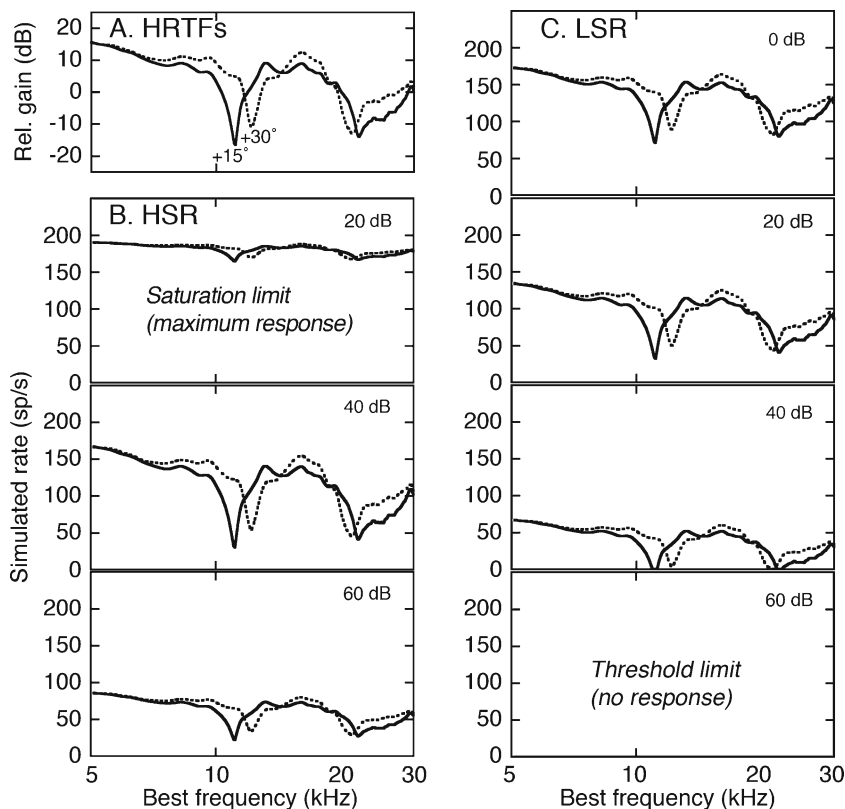 A. HRTFs
Rel. gain (dB)
20
10
0
-10
-20
+30°
+15°
B. HSR
20 dB
Saturation limit
(maximum response)
200
150
100
50
0
40 dB
200
150
100
50
0
Simulated rate (sp/s)
60 dB
200
150
100
50
0
5
10
20
30
Best frequency (kHz)
C. LSR
0 dB
200
150
100
50
0
20 dB
200
150
100
50
0
40 dB
200
150
100
50
0
60 dB
Threshold limit
(no response)
200
150
100
50
0
5
10
20
30
Best frequency (kHz)